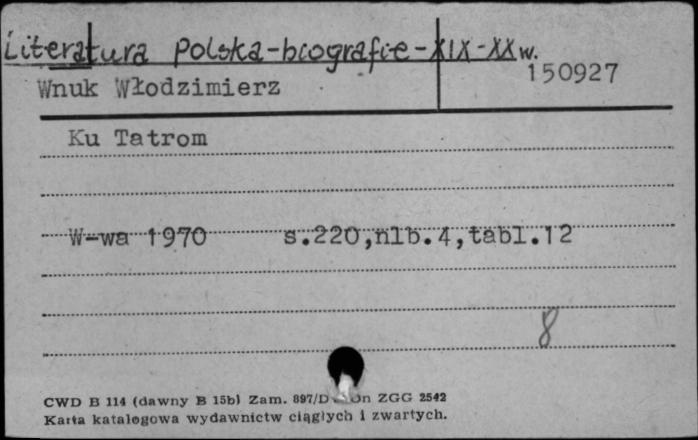 Literatura Polska-biografie-XIX-XX w.
150927
Wnuk Włodzimierz
Ku Tatrom
W-wa 1970 s.220,nlb.4,tabl.12
8
CWD B 114 (dawny B 15b) Zam. 897/D ZGG 2542
Karta katalogowa wydawnictw ciągłych i zwartych.